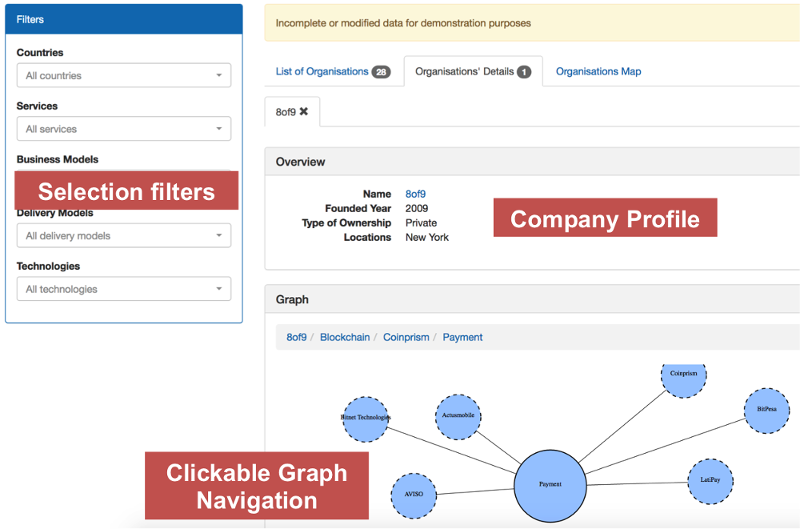 Filters
Countries
All countries
Services
All services
Business Models
Selection filters
Delivery Models
All delivery models
Technologies
All technologies
Incomplete or modified data for demonstration purposes
List of Organisations 28 Organisations' Details 1 Organisations Map
8of9 ✖
Overview
Name 8of9
Founded Year 2009
Type of Ownership Private
Locations New York
Company Profile
Graph
8of9 / Blockchain / Coinprism / Payment
Coinprism
BitPesa
Bitnet Technologies
Actusmobile
Payment
LetPay
AVISO
Clickable Graph
Navigation